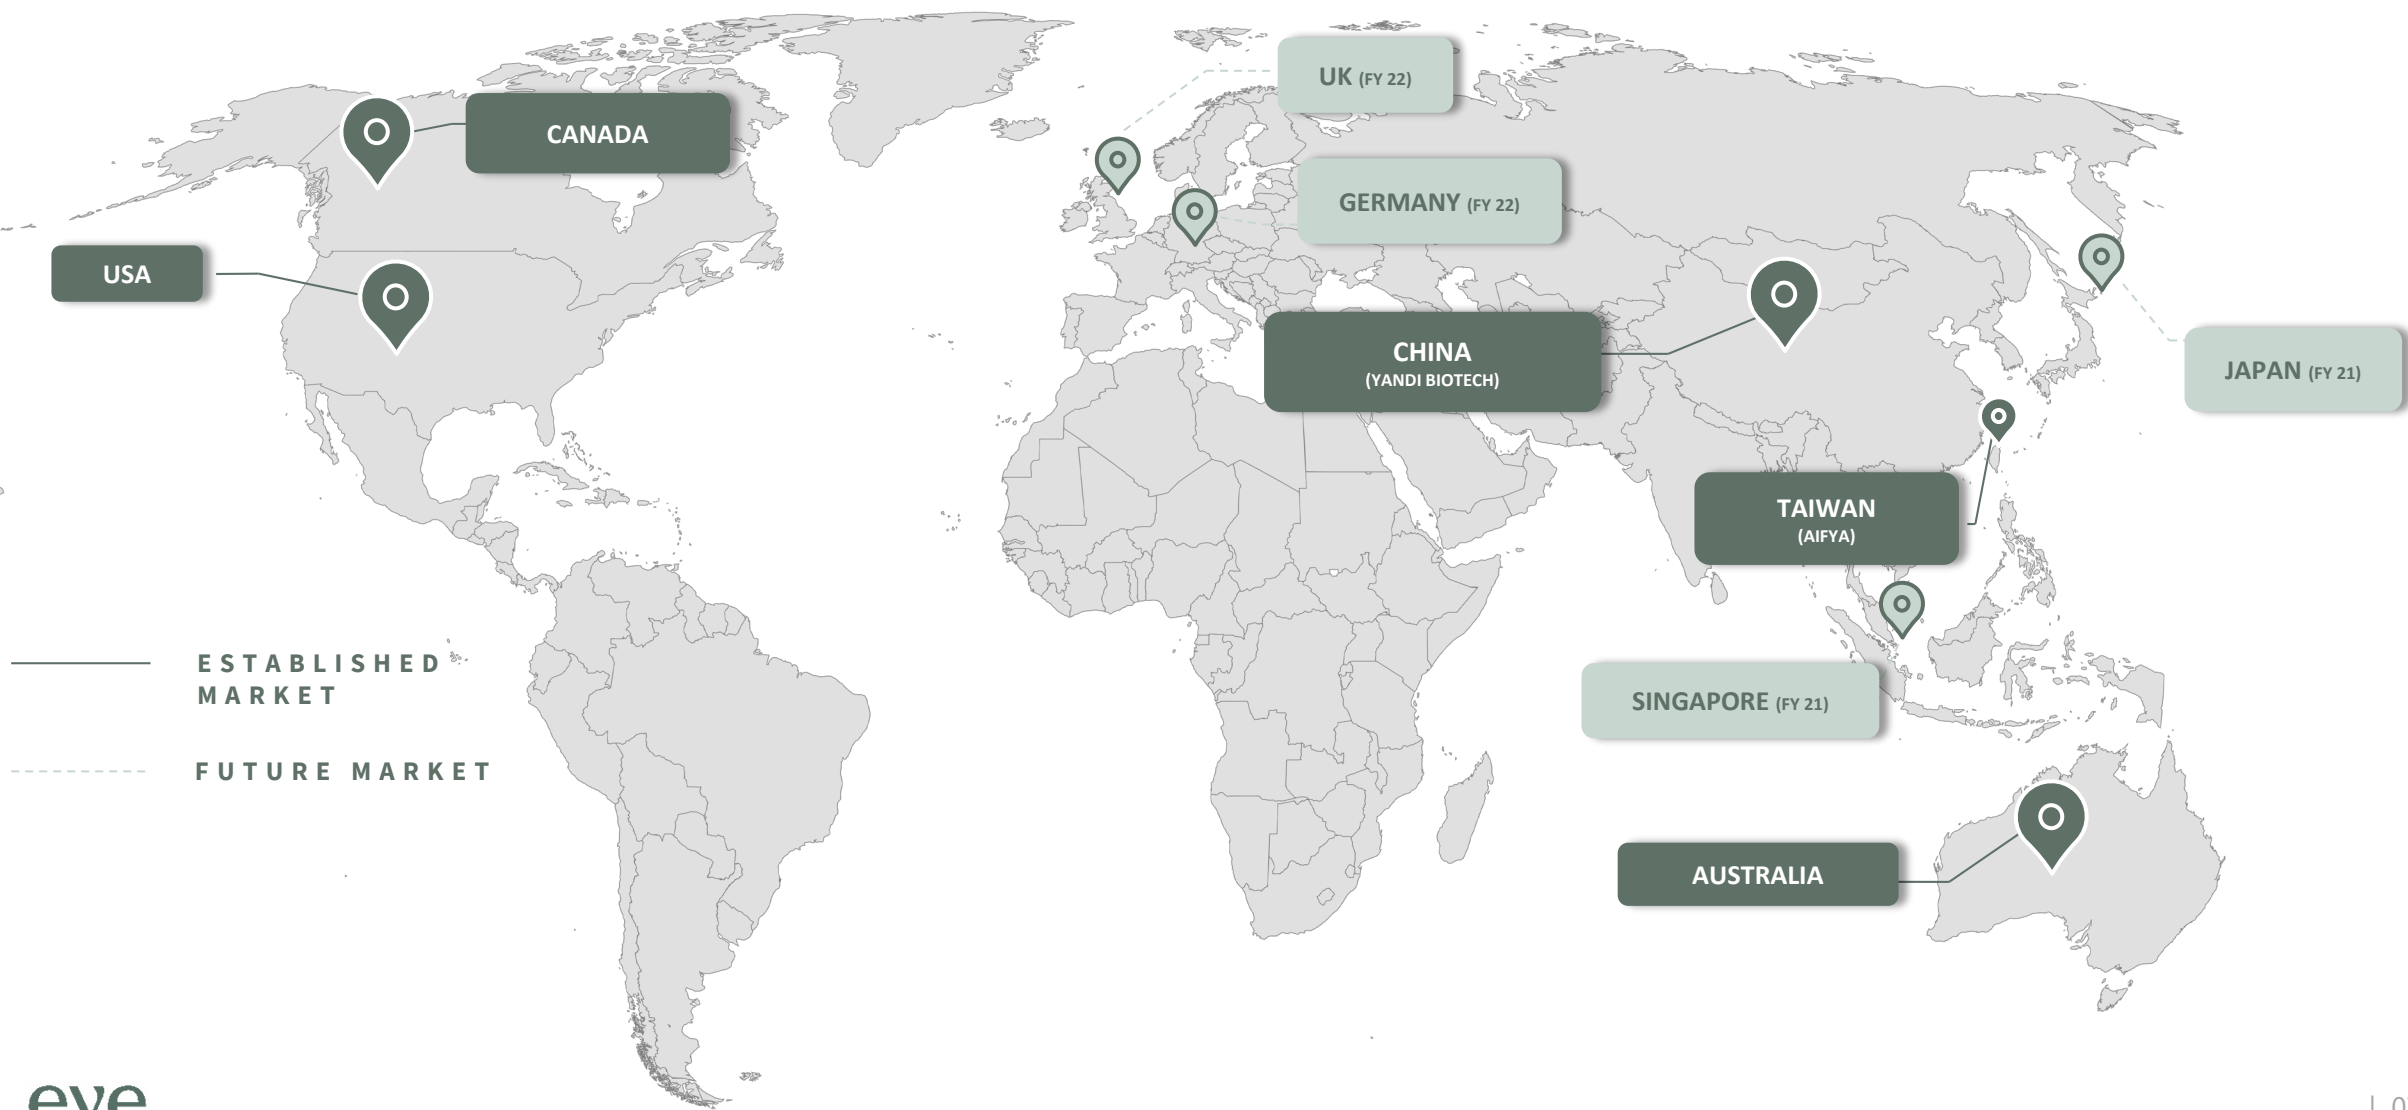 UK (FY 22)
CANADA
GERMANY (FY 22)
USA
CHINA
(YANDI BIOTECH)
JAPAN (FY 21)
TAIWAN
(AIFYA)
ESTABLISHED
MARKET
SINGAPORE (FY 21)
FUTURE MARKET
AUSTRALIA
eve